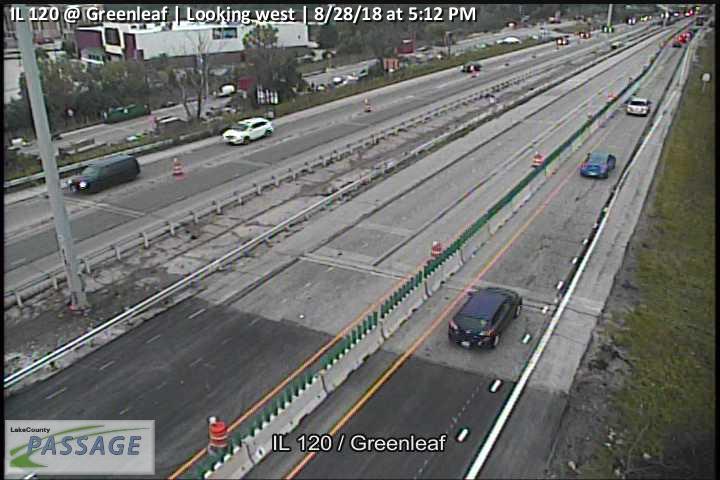 IL 120 @ Greenleaf | Looking west | 8/28/18 at 5:12 PM
IL 120 / Greenleaf
LakeCounty
PASSAGE